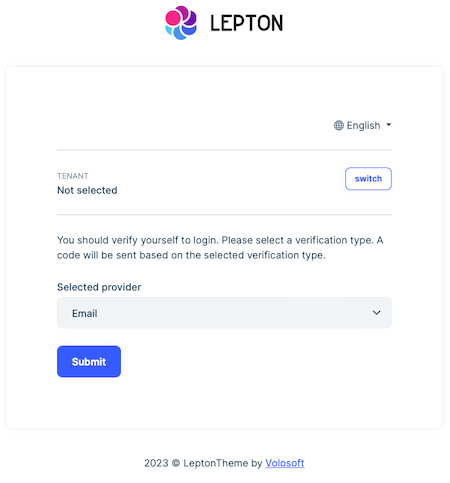 LEPTON
English
TENANT
Not selected
switch
You should verify yourself to login. Please select a verification type. A
code will be sent based on the selected verification type.
Selected provider
Email
Submit
2023 © LeptonTheme by Volosoft